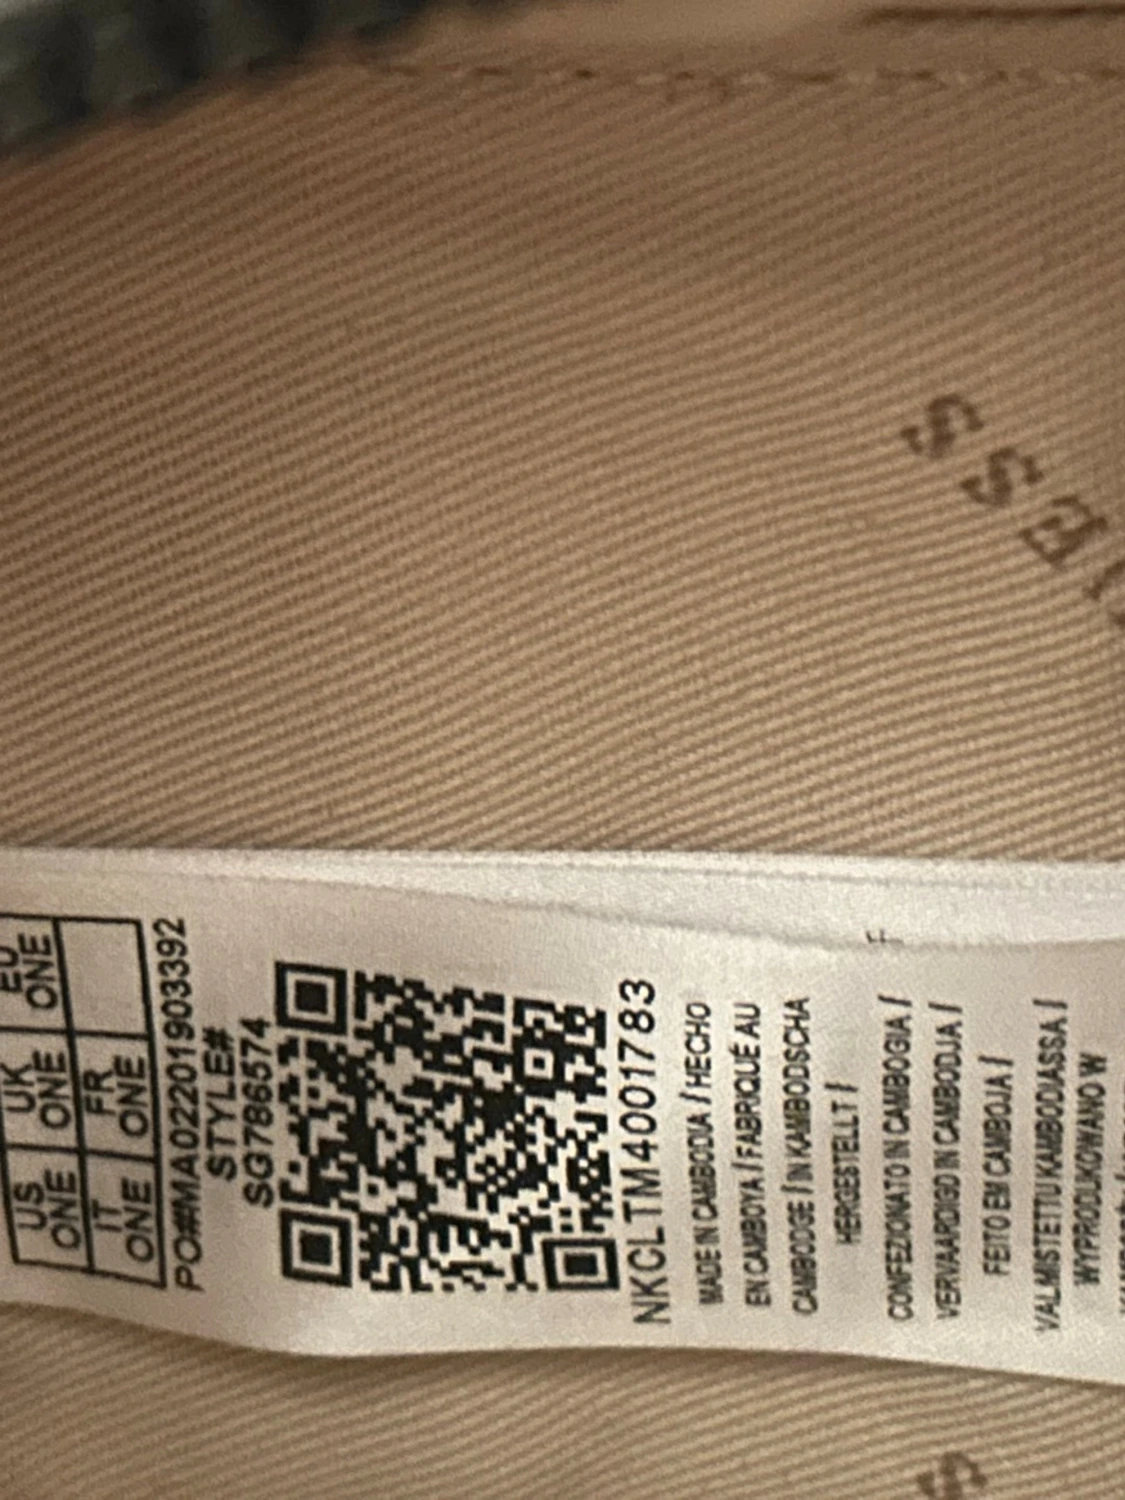 US UK EU
ONE ONE ONE
IT FR
ONE ONE
PO#MA02201903392
STYLE#
SG786574
NKCLTM4001783
MADE IN CAMBODIA / HECHO
EN CAMBOYA / FABRIQUÉ AU
CAMBODGE / IN KAMBODSCHA
HERGESTELLT /
CONFEZIONATO IN CAMBOGIA /
VERVAARDIGD IN CAMBODJA /
FEITO EM CAMBOJA /
VALMISTETTU KAMBODIASSA /
WYPRODUKOWANO W
F
ESS
S